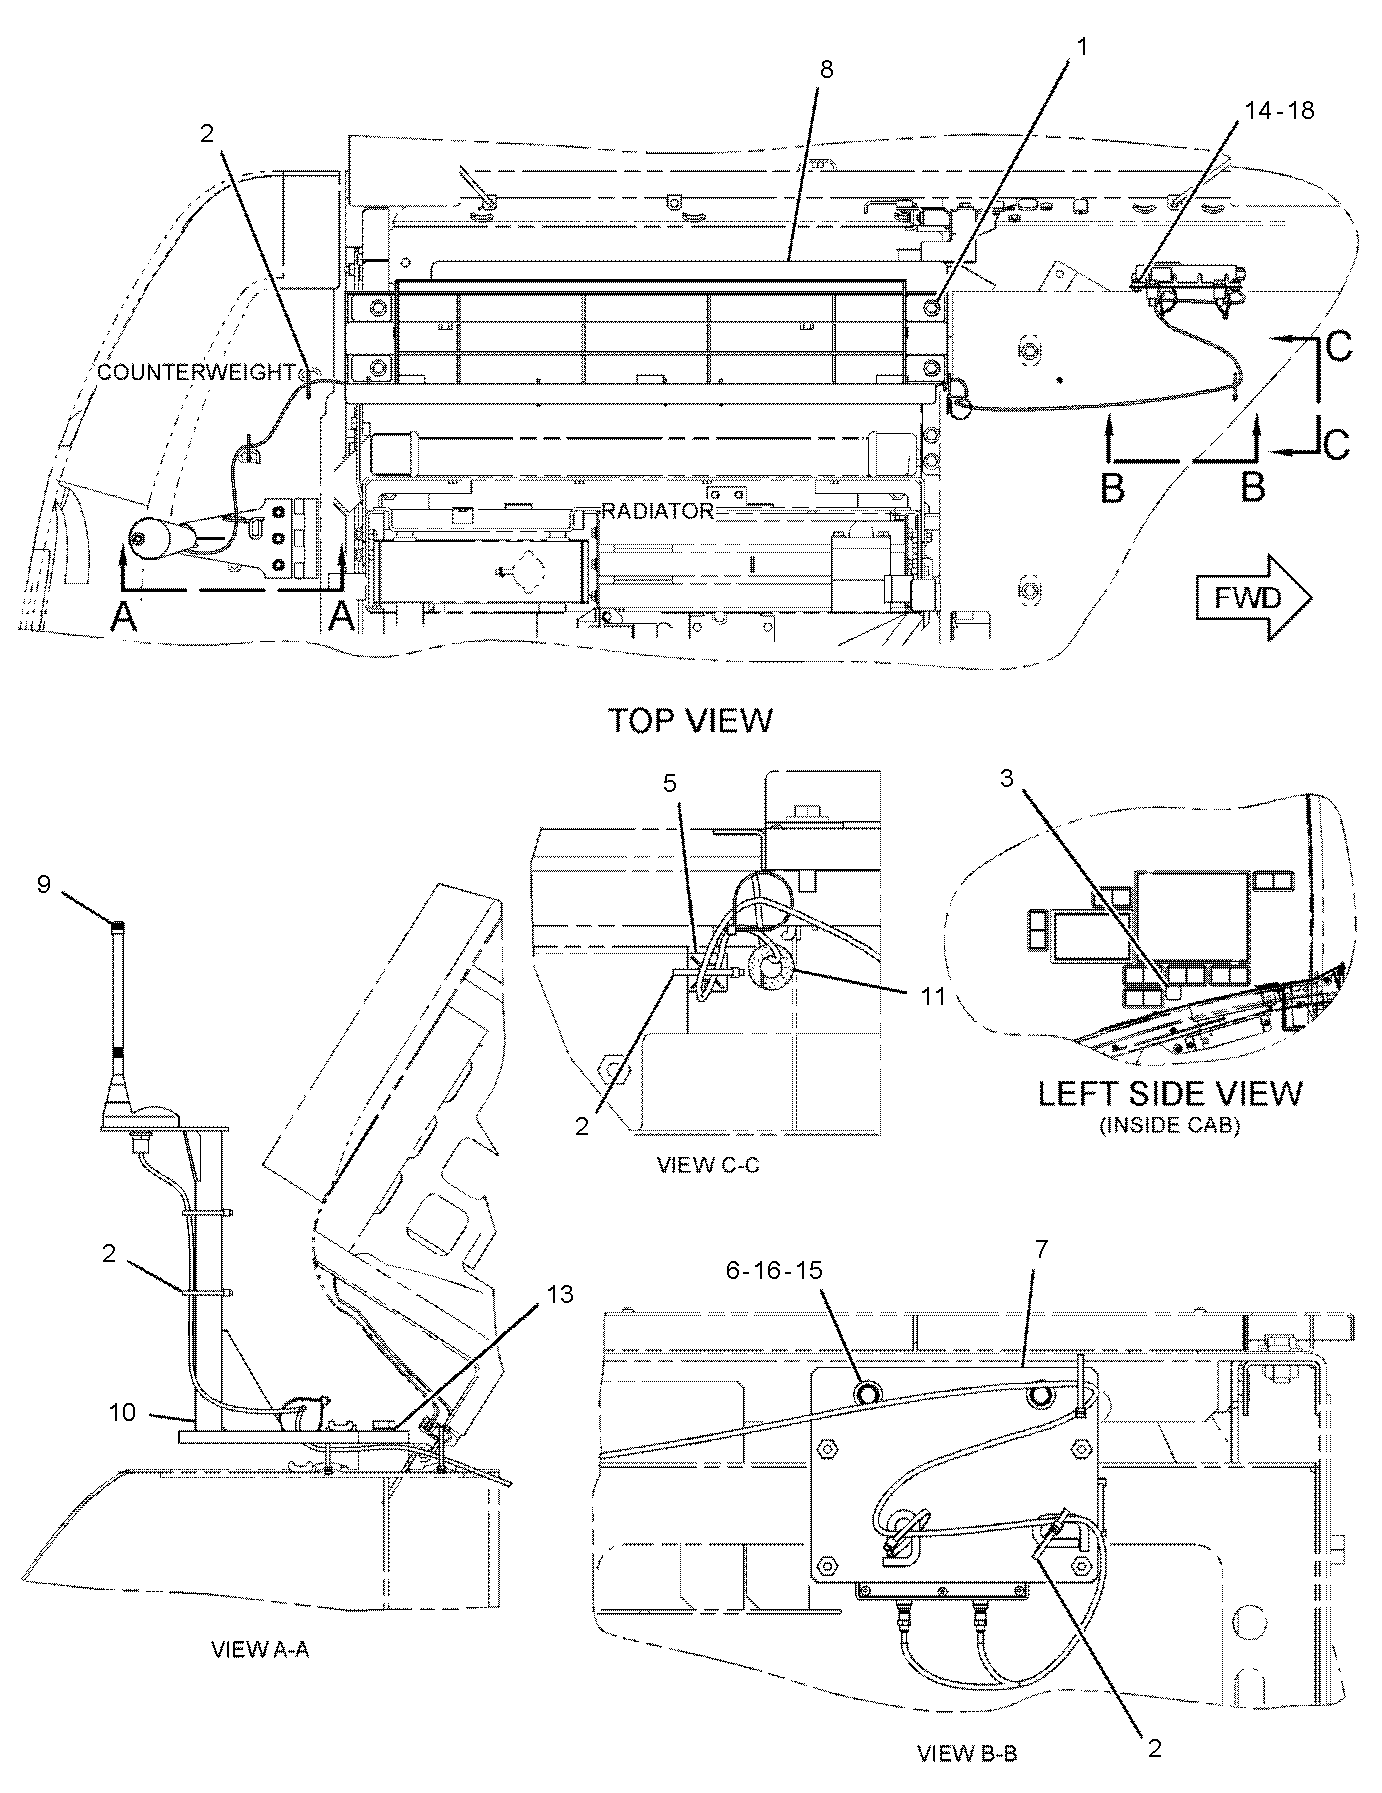 1
8
14-18
2
COUNTERWEIGHT
C
C
B
B
RADIATOR
A
A
FWD
TOP VIEW
5
3
9
11
2
LEFT SIDE VIEW
(INSIDE CAB)
VIEW C-C
2
7
6-16-15
13
10
VIEW A-A
2
VIEW B-B